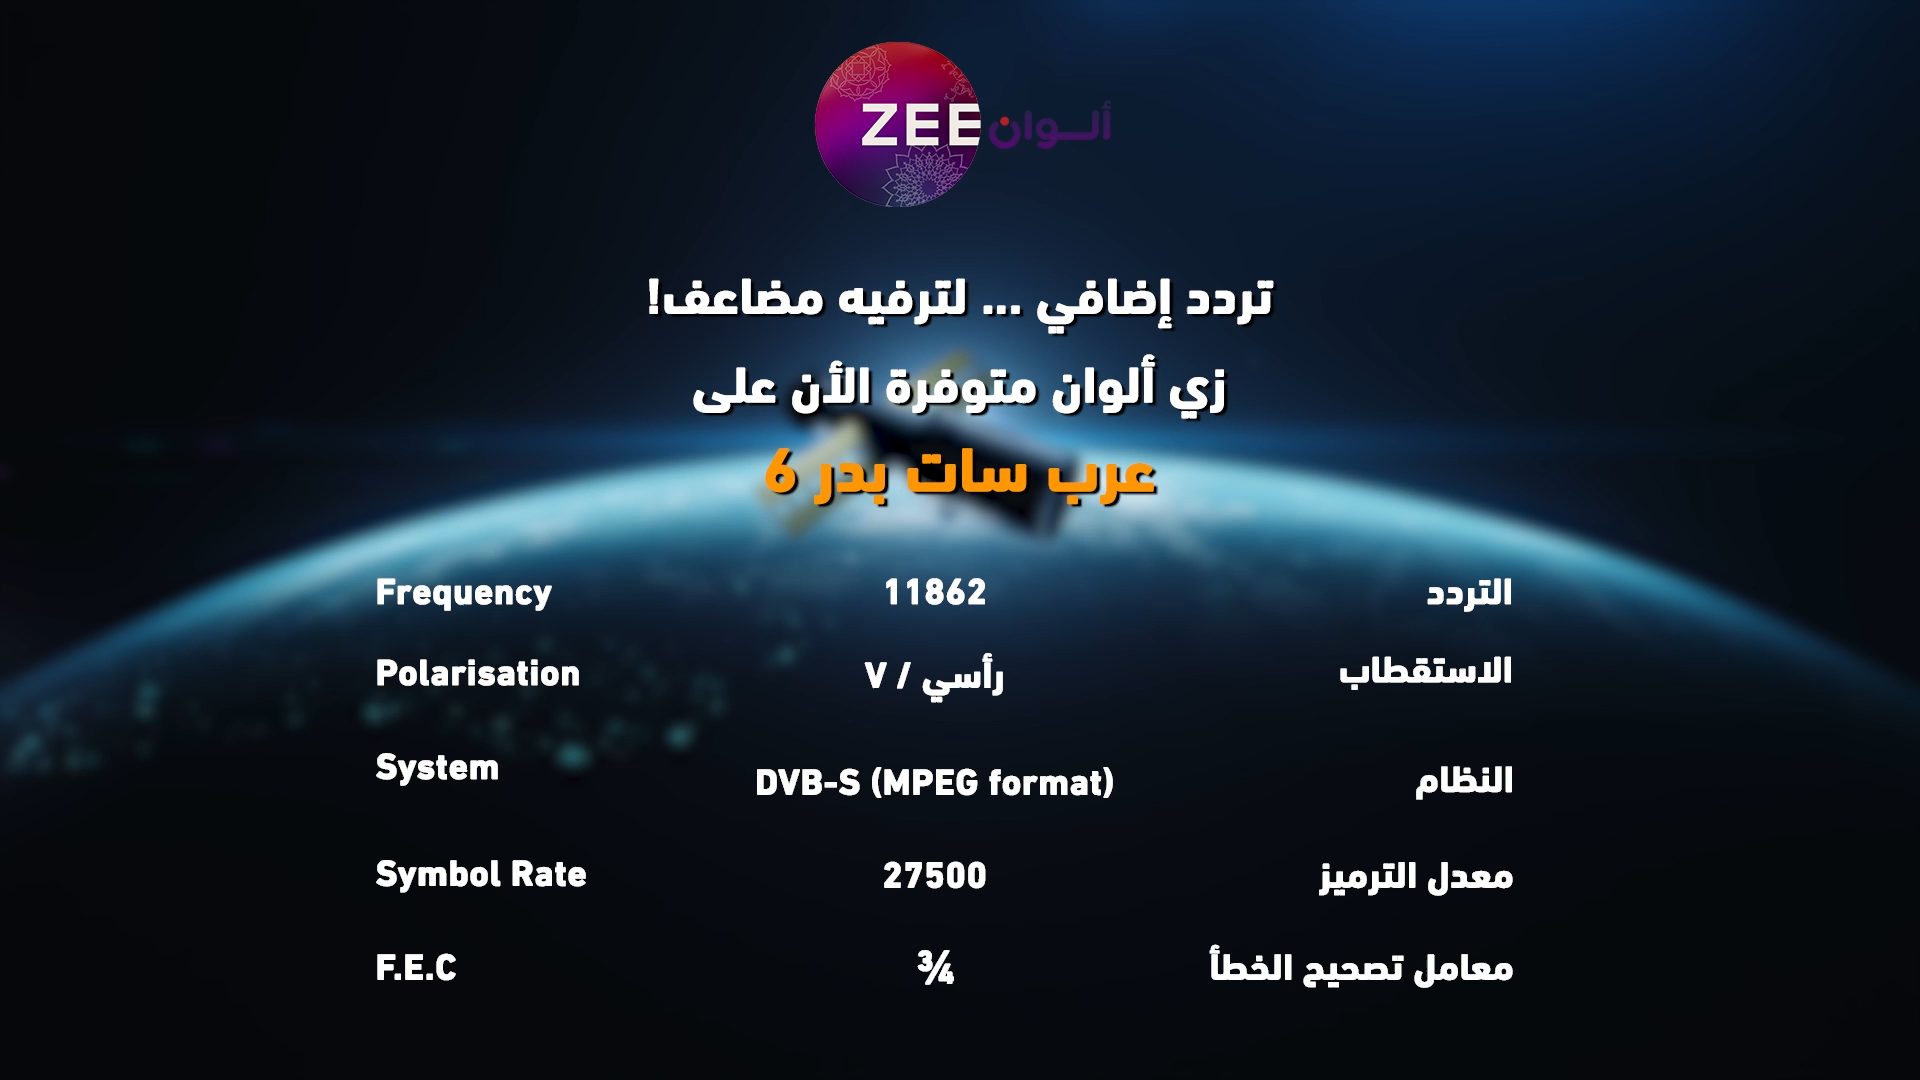 ZEE ألوان
تردد إضافي ... لترفيه مضاعف!
زي ألوان متوفرة الأن على
عرب سات بدر 6
Frequency 11862 التردد
Polarisation رأسي / V الاستقطاب
System DVB-S (MPEG format) النظام
Symbol Rate 27500 معدل الترميز
F.E.C ¾ معامل تصحيح الخطأ